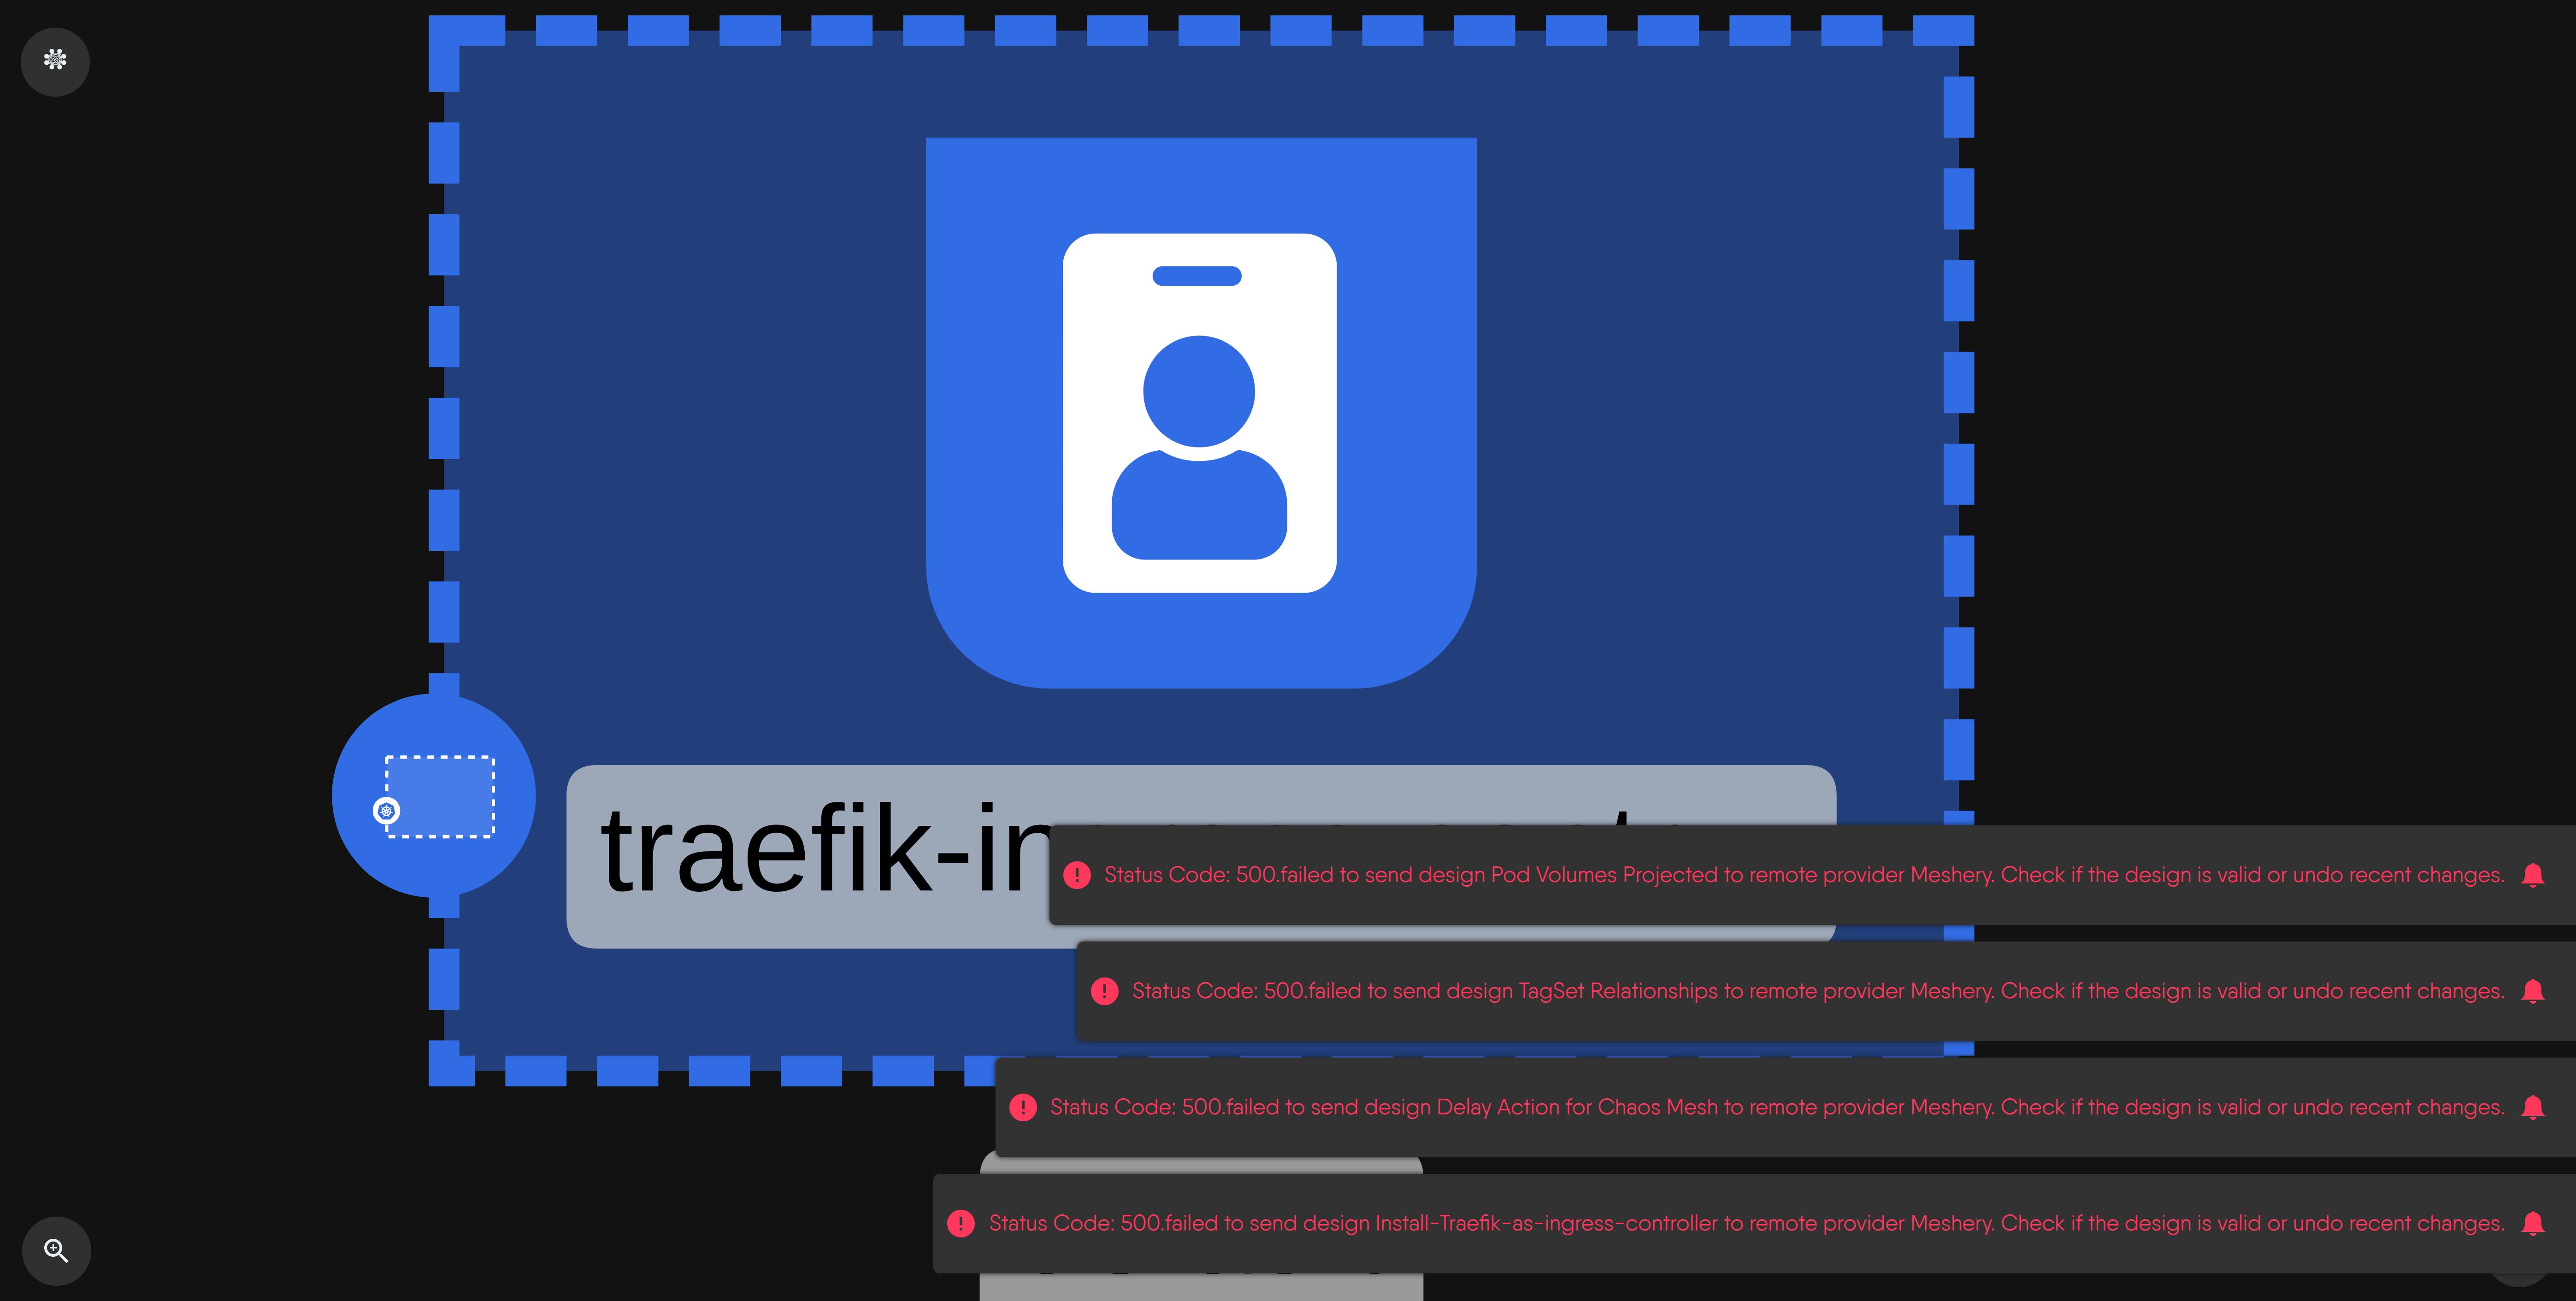 traefik-in
Status Code: 500.failed to send design Pod Volumes Projected to remote provider Meshery. Check if the design is valid or undo recent changes.
Status Code: 500.failed to send design TagSet Relationships to remote provider Meshery. Check if the design is valid or undo recent changes.
Status Code: 500.failed to send design Delay Action for Chaos Mesh to remote provider Meshery. Check if the design is valid or undo recent changes.
Status Code: 500.failed to send design Install-Traefik-as-ingress-controller to remote provider Meshery. Check if the design is valid or undo recent changes.